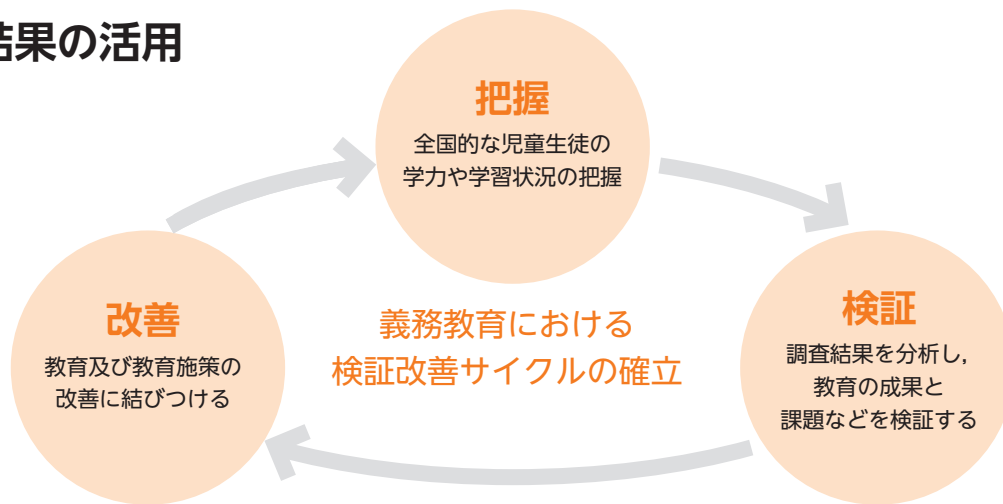 結果の活用
把握
全国的な児童生徒の
学力や学習状況の把握
検証
調査結果を分析し,
教育の成果と
課題などを検証する
改善
教育及び教育施策の
改善に結びつける
義務教育における
検証改善サイクルの確立